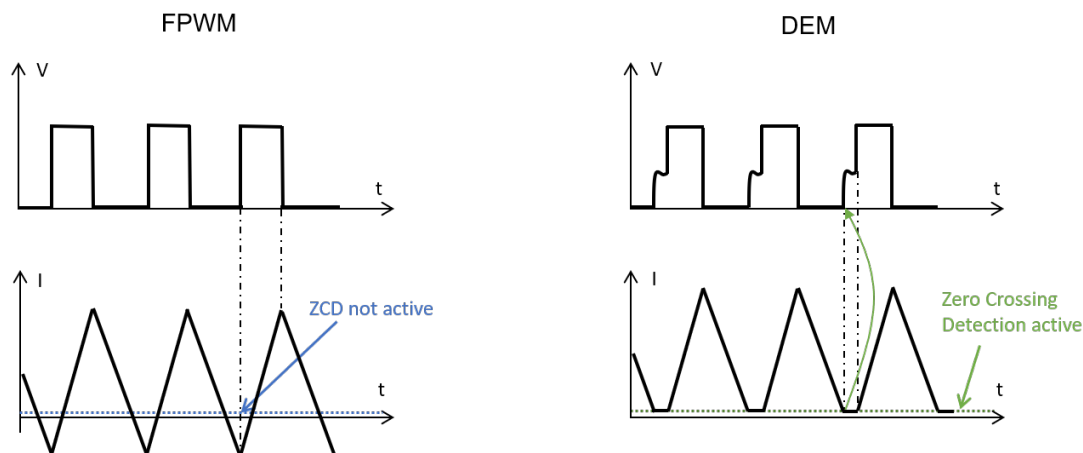 FPWM
DEM
V
t
V
t
I
ZCD not active
t
I
Zero Crossing
Detection active
t